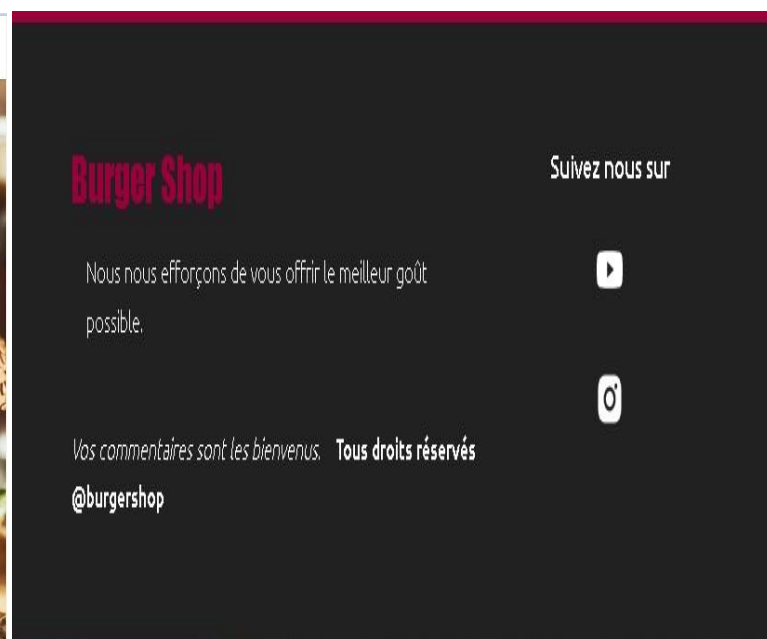 Burger Shop
Nous nous efforçons de vous offrir le meilleur goût
possible.
Vos commentaires sont les bienvenus. Tous droits réservés
@burgershop
Suivez nous sur